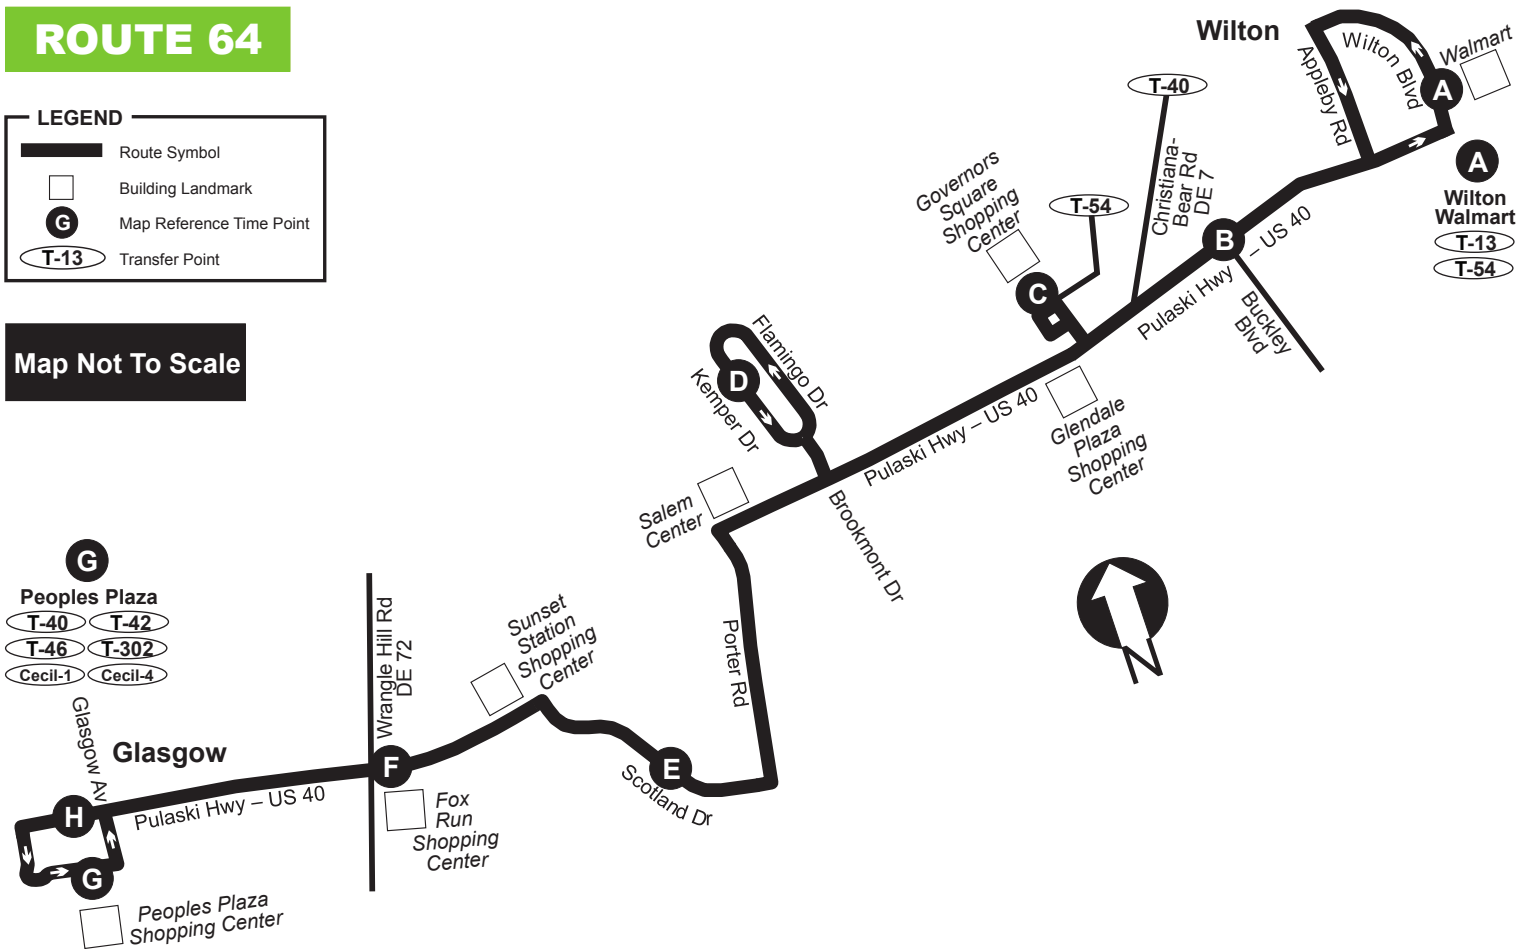 ROUTE 64
LEGEND
Route Symbol
Building Landmark
G
Map Reference Time Point
T-13
Transfer Point
Map Not To Scale
Wilton
Wilton Blvd
Appleby Rd
Walmart
A
A
Wilton
Walmart
T-13
T-54
T-40
Christiana-
Bear Rd
DE 7
T-54
Governors
Square
Shopping
Center
B
Pulaski Hwy – US 40
Buckley
Blvd
C
Glendale
Plaza
Shopping
Center
Pulaski Hwy – US 40
Flamingo Dr
D
Kemper Dr
Brookmont Dr
Salem
Center
Porter Rd
Sunset
Station
Shopping
Center
E
Scotland Dr
Wrangle Hill Rd
DE 72
F
Fox
Run
Shopping
Center
G
Peoples Plaza
T-40 T-42
T-46 T-302
Cecil-1 Cecil-4
Glasgow Av
Glasgow
Pulaski Hwy – US 40
H
G
Peoples Plaza
Shopping Center
N